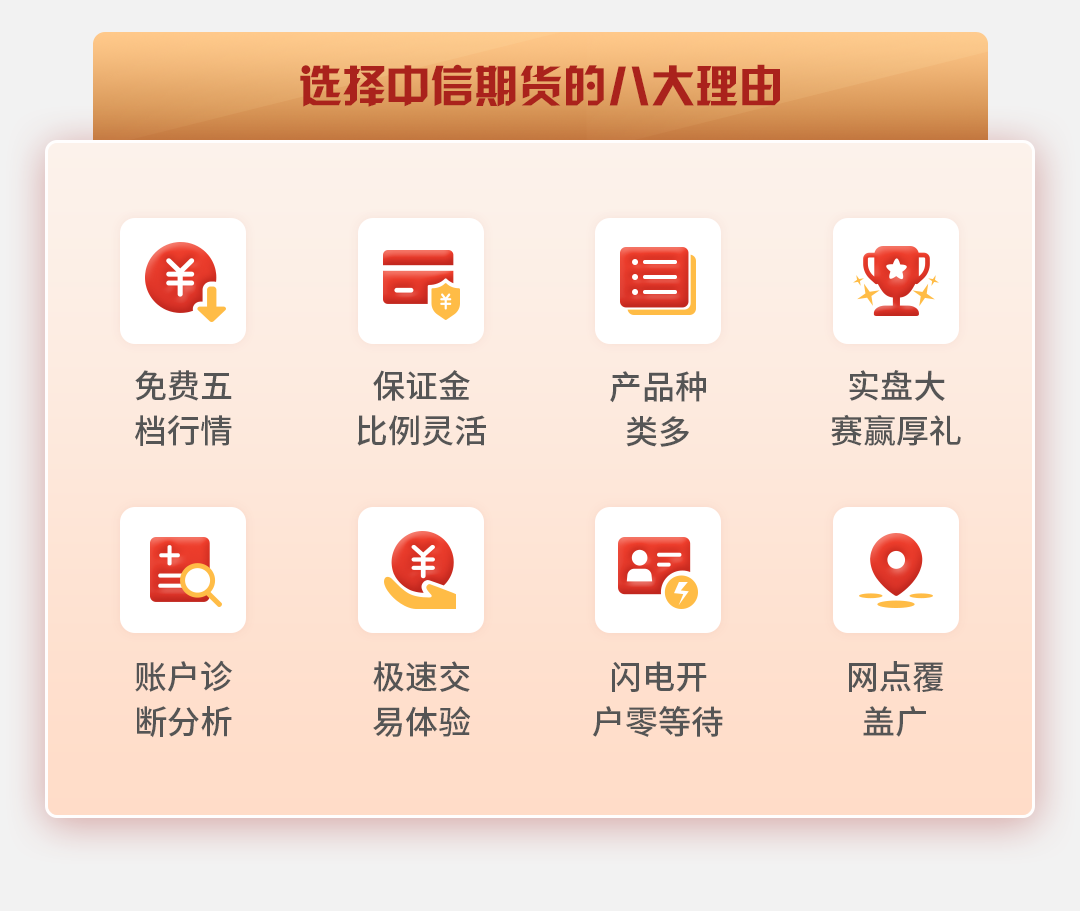 选择中信期货的八大理由
免费五
档行情
保证金
比例灵活
产品种
类多
实盘大
赛赢厚礼
账户诊
断分析
极速交
易体验
闪电开
户零等待
网点覆
盖广